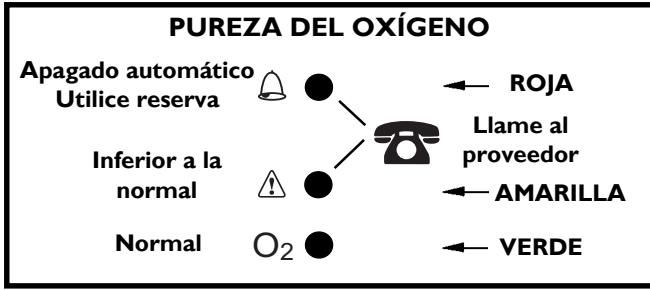 PUREZA DEL OXÍGENO
Apagado automático
Utilice reserva
ROJA
Llame al
proveedor
Inferior a la
normal
AMARILLA
Normal
O₂
VERDE